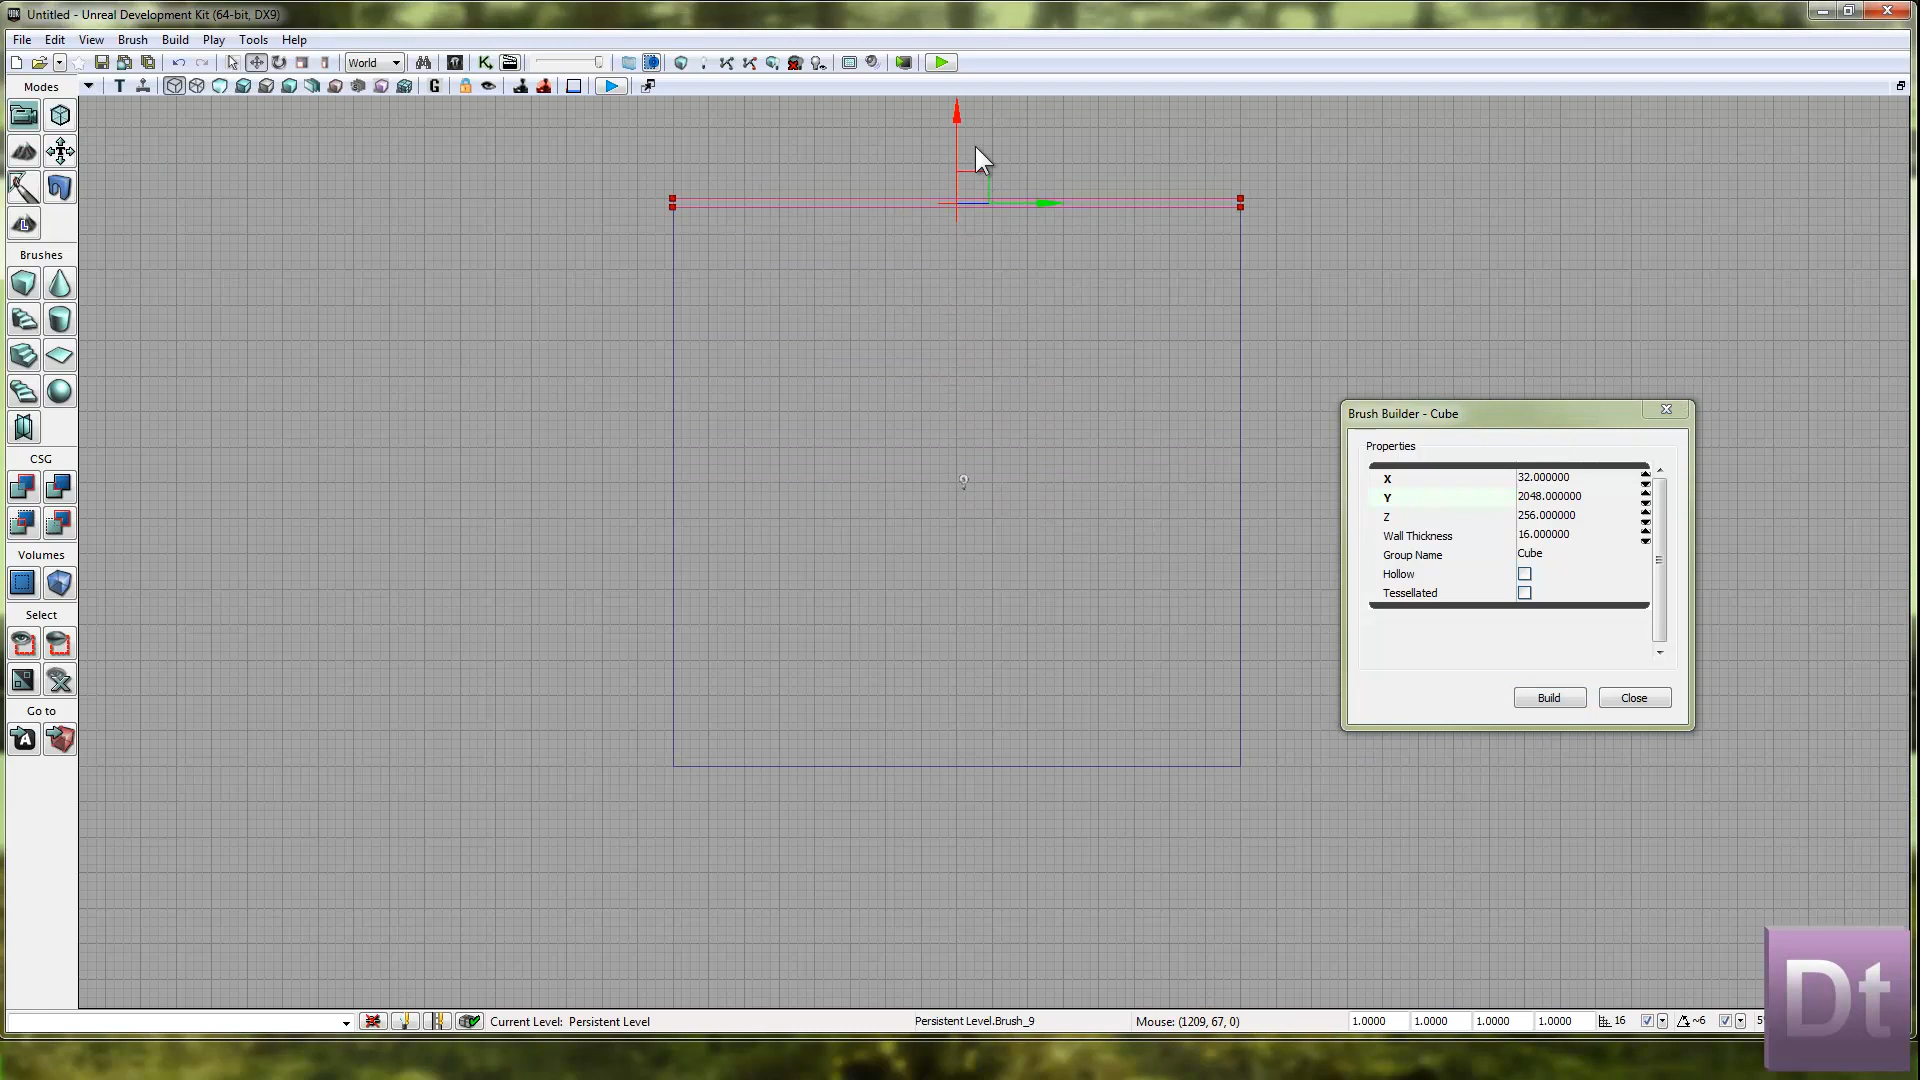 Untitled - Unreal Development Kit (64-bit, DX9)
File Edit View Brush Build Play Tools Help
World
Modes
G
Brushes
CSG
Volumes
Select
Go to
Brush Builder - Cube
Properties
X 32.000000
Y 2048.000000
Z 256.000000
Wall Thickness 16.000000
Group Name Cube
Hollow
Tessellated
Build Close
Dt
Current Level: Persistent Level Persistent Level.Brush_9 Mouse: (1209, 67, 0) 1.0000 1.0000 1.0000 1.0000 16 ~6